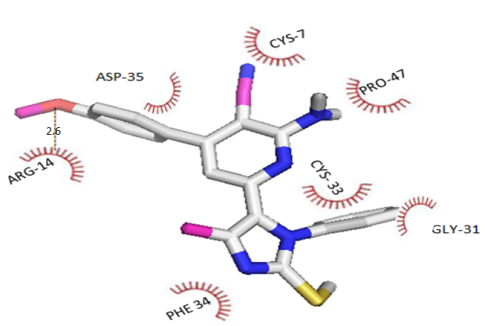 CYS-7
ASP-35
PRO-47
2.6
ARG-14
CYS-33
GLY-31
PHE 34